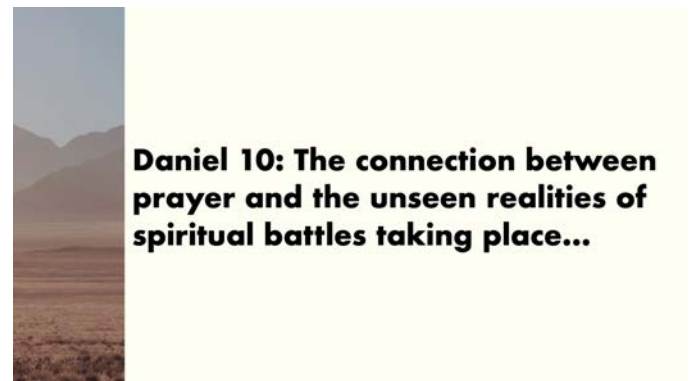 Daniel 10: The connection between
prayer and the unseen realities of
spiritual battles taking place...